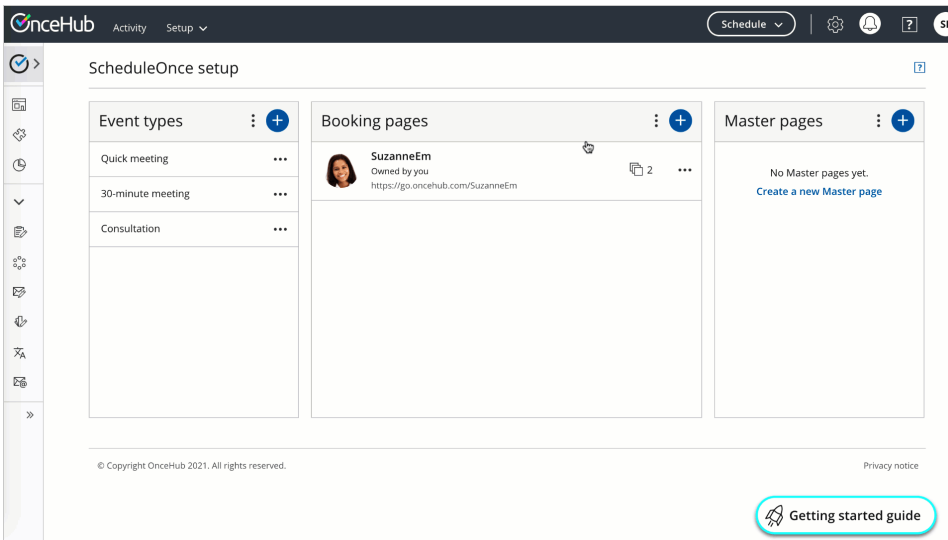 OnceHub Activity Setup Schedule ?
ScheduleOnce setup ?
Event types
Quick meeting
30-minute meeting
Consultation
Booking pages
SuzanneEm
Owned by you
https://go.oncehub.com/SuzanneEm
2
Master pages
No Master pages yet.
Create a new Master page
© Copyright OnceHub 2021. All rights reserved.
Privacy notice
Getting started guide